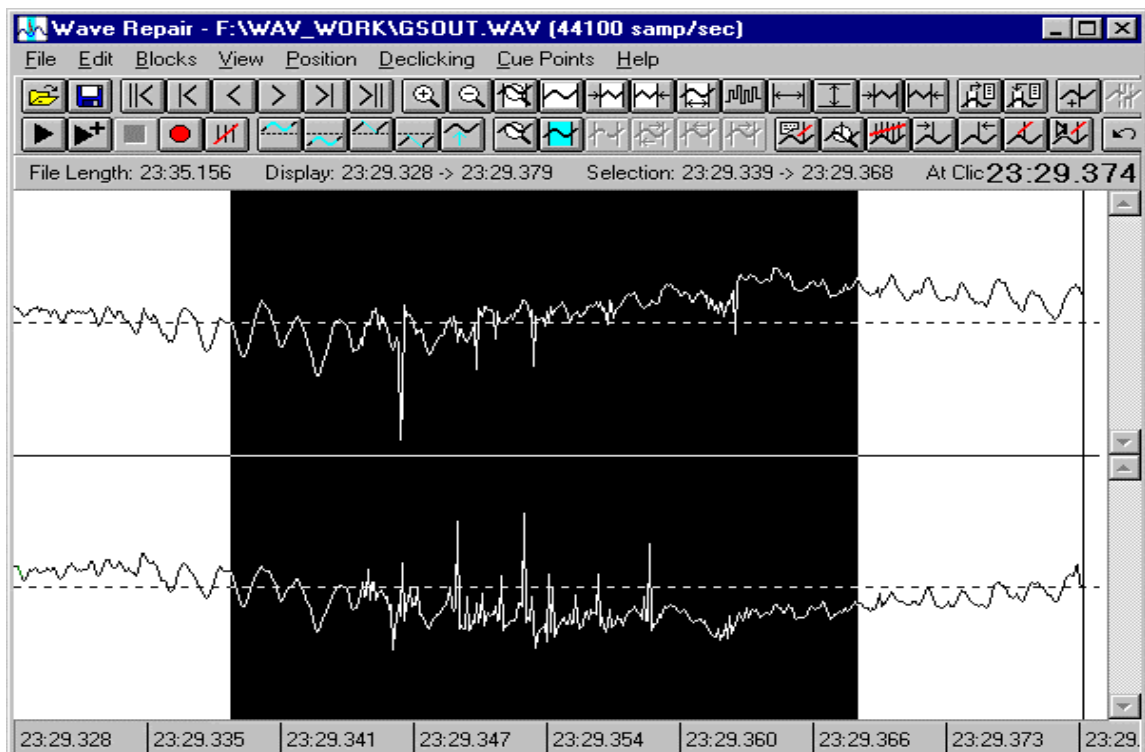 Wave Repair - F:\WAV_WORK\GSOUT.WAV (44100 samp/sec)
File Edit Blocks View Position Declicking Cue Points Help
File Length: 23:35.156 Display: 23:29.328 -> 23:29.379 Selection: 23:29.339 -> 23:29.368 At Clic 23:29.374
23:29.328 23:29.335 23:29.341 23:29.347 23:29.354 23:29.360 23:29.366 23:29.373 23:29